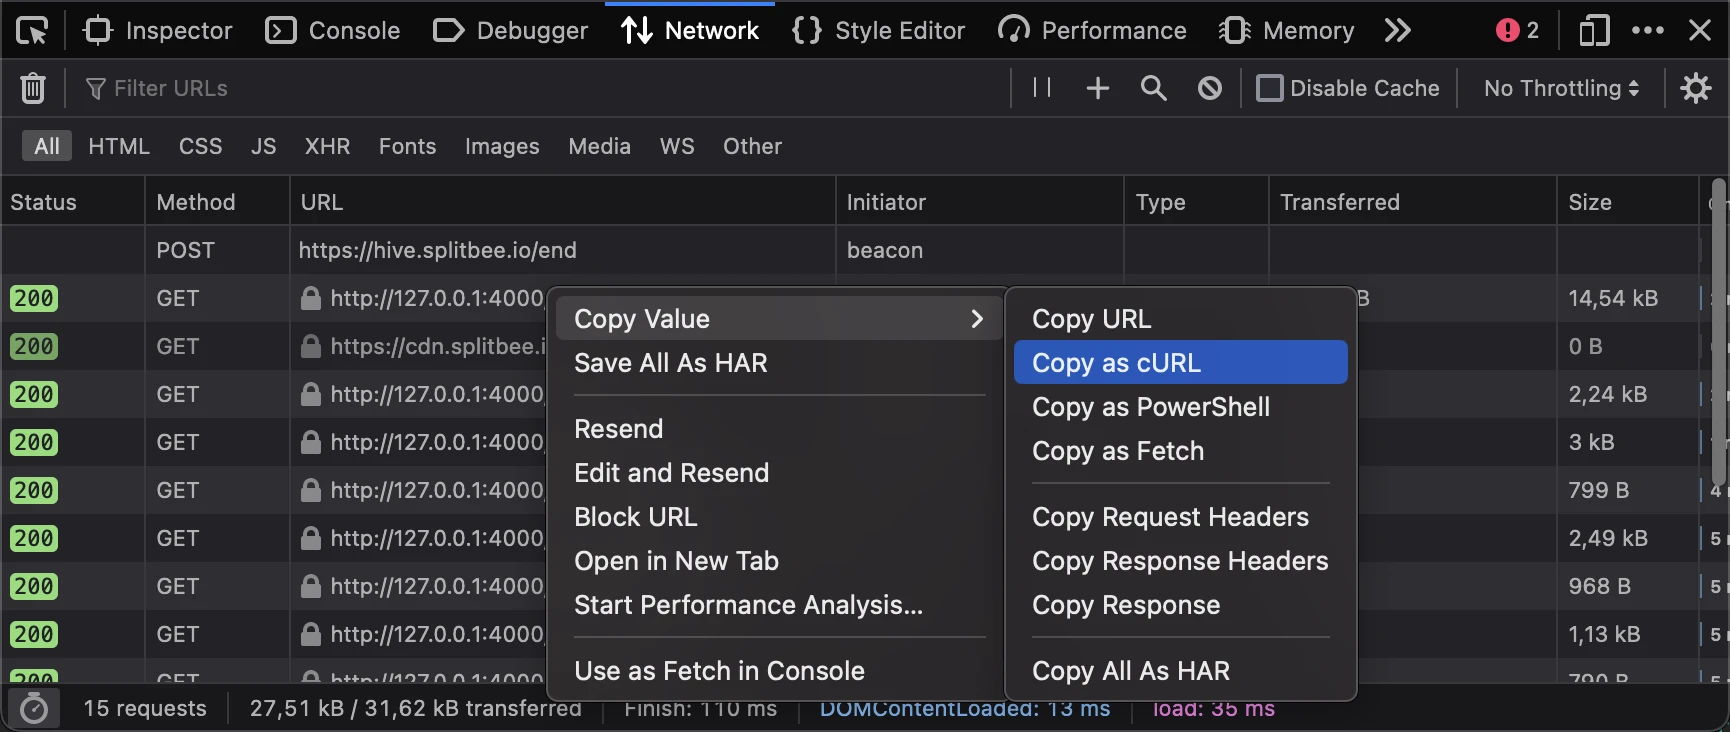 Inspector Console Debugger Network Style Editor Performance Memory 2
Filter URLs Disable Cache No Throttling
All HTML CSS JS XHR Fonts Images Media WS Other
Status Method URL Initiator Type Transferred Size
POST https://hive.splitbee.io/end beacon
200 GET http://127.0.0.1:4000/ B 14,54 kB
200 GET https://cdn.splitbee.i 0 B
200 GET http://127.0.0.1:4000/ 2,24 kB
200 GET http://127.0.0.1:4000/ 3 kB
200 GET http://127.0.0.1:4000/ 799 B
200 GET http://127.0.0.1:4000/ 2,49 kB
200 GET http://127.0.0.1:4000/ 968 B
200 GET http://127.0.0.1:4000/ 1,13 kB
200 GET http://127.0.0.1:4000/ 790 B
Copy Value
Save All As HAR
Resend
Edit and Resend
Block URL
Open in New Tab
Start Performance Analysis...
Use as Fetch in Console
Copy URL
Copy as cURL
Copy as PowerShell
Copy as Fetch
Copy Request Headers
Copy Response Headers
Copy Response
Copy All As HAR
15 requests 27,51 kB / 31,62 kB transferred Finish: 110 ms DOMContentLoaded: 13 ms load: 35 ms